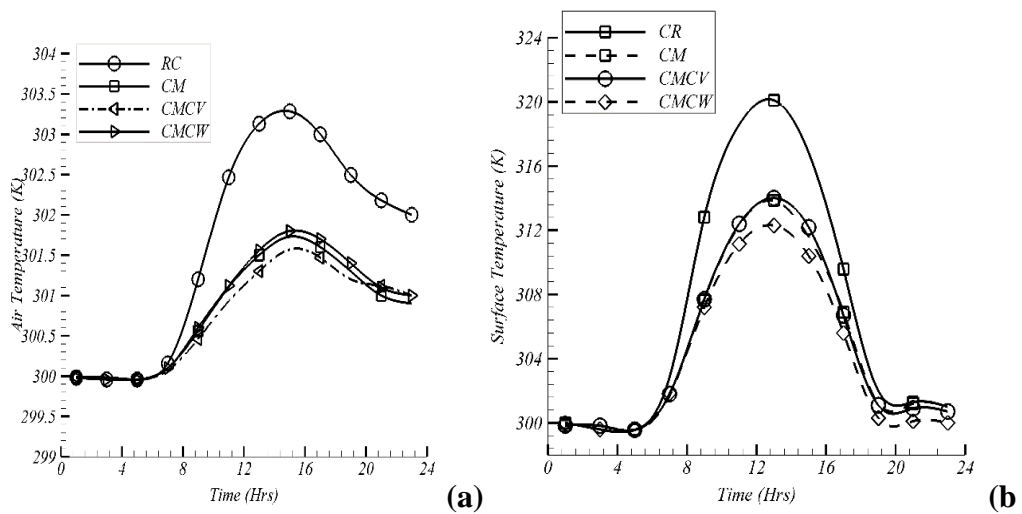 304
303.5
303
302.5
302
301.5
301
300.5
300
299.5
299
Air Temperature (K)
RC
CM
CMCV
CMCW
0 4 8 12 16 20 24
Time (Hrs)
(a)
324
320
316
312
308
304
300
Surface Temperature (K)
CR
CM
CMCV
CMCW
0 4 8 12 16 20 24
Time (Hrs)
(b